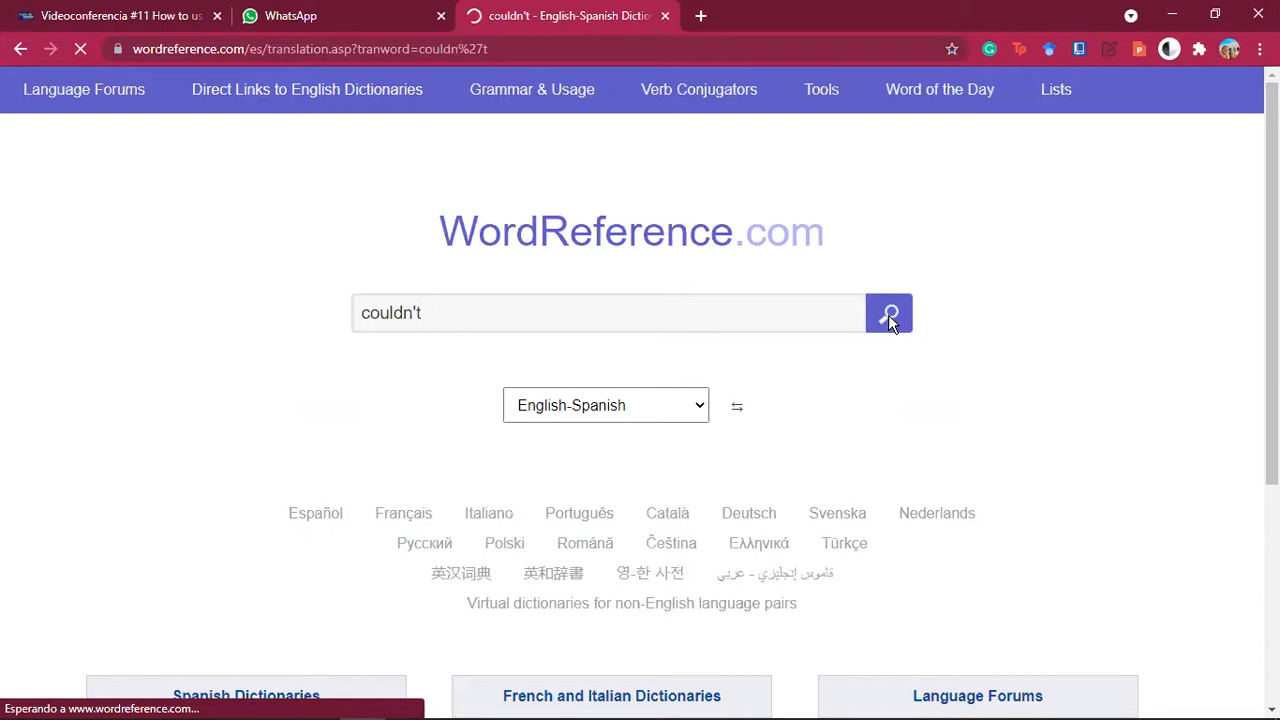 Videoconferencia #11 How to us
WhatsApp
couldn't - English-Spanish Dictio
wordreference.com/es/translation.asp?tranword=couldn%27t
Language Forums Direct Links to English Dictionaries Grammar & Usage Verb Conjugators Tools Word of the Day Lists
WordReference.com
couldn't
English-Spanish
Español Français Italiano Português Català Deutsch Svenska Nederlands
Русский Polski Română Čeština Ελληνικά Türkçe
英汉词典 英和辞書 영-한 사전 قاموس إنجليزي - عربي
Virtual dictionaries for non-English language pairs
Spanish Dictionaries French and Italian Dictionaries Language Forums
Esperando a www.wordreference.com...